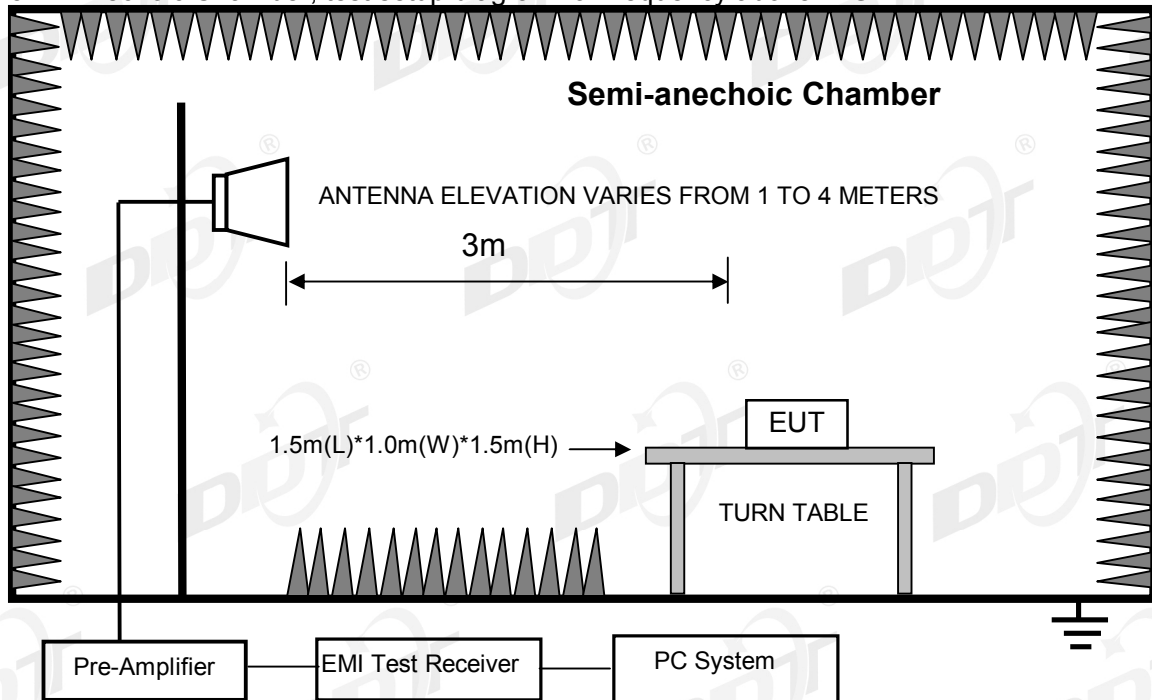 Semi-anechoic Chamber
ANTENNA ELEVATION VARIES FROM 1 TO 4 METERS
3m
EUT
1.5m(L)*1.0m(W)*1.5m(H)
TURN TABLE
Pre-Amplifier
EMI Test Receiver
PC System
DDT
®